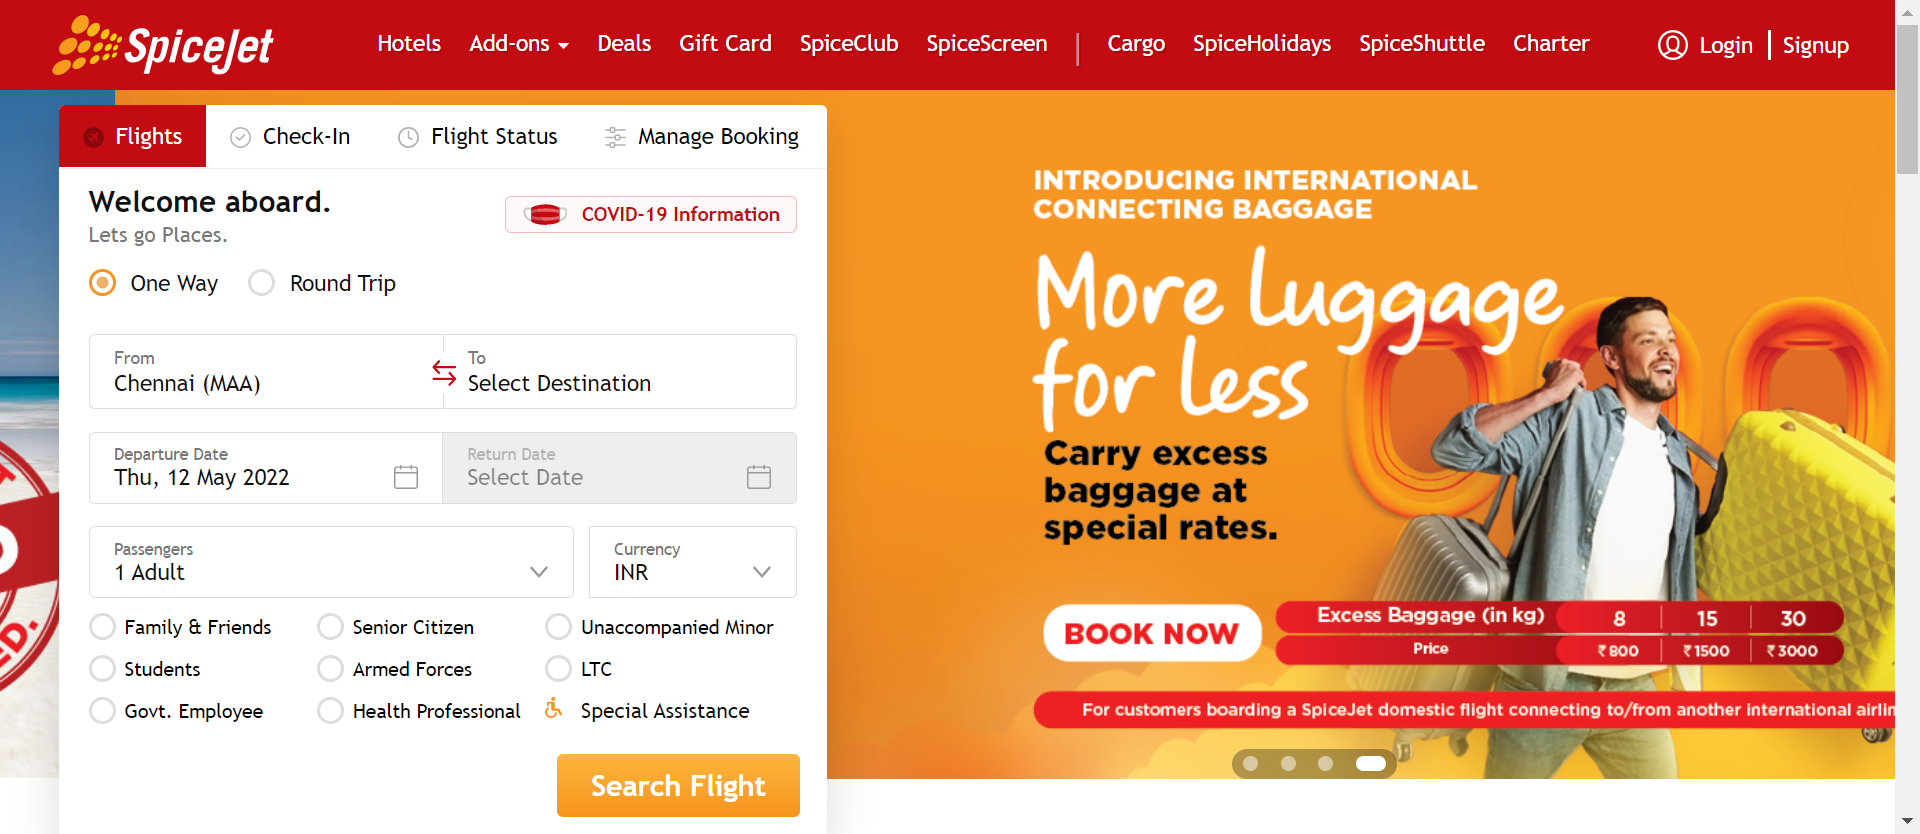 SpiceJet
Hotels Add-ons Deals Gift Card SpiceClub SpiceScreen | Cargo SpiceHolidays SpiceShuttle Charter
Login | Signup
Flights Check-In Flight Status Manage Booking
Welcome aboard.
Lets go Places.
COVID-19 Information
One Way Round Trip
From
Chennai (MAA)
To
Select Destination
Departure Date
Thu, 12 May 2022
Return Date
Select Date
Passengers
1 Adult
Currency
INR
Family & Friends Senior Citizen Unaccompanied Minor
Students Armed Forces LTC
Govt. Employee Health Professional Special Assistance
Search Flight
INTRODUCING INTERNATIONAL
CONNECTING BAGGAGE
More luggage
for less
Carry excess
baggage at
special rates.
BOOK NOW
Excess Baggage (in kg) 8 15 30
Price ₹800 ₹1500 ₹3000
For customers boarding a SpiceJet domestic flight connecting to/from another international airlin
ED.